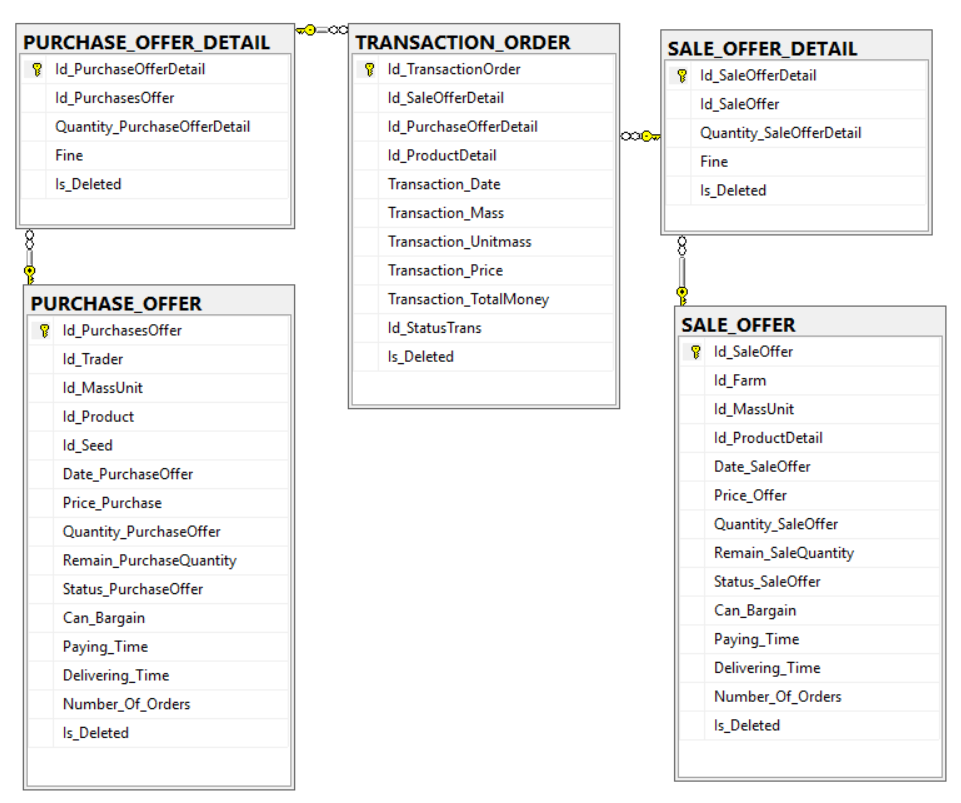 PURCHASE_OFFER_DETAIL
Id_PurchaseOfferDetail
Id_PurchasesOffer
Quantity_PurchaseOfferDetail
Fine
Is_Deleted
TRANSACTION_ORDER
Id_TransactionOrder
Id_SaleOfferDetail
Id_PurchaseOfferDetail
Id_ProductDetail
Transaction_Date
Transaction_Mass
Transaction_Unitmass
Transaction_Price
Transaction_TotalMoney
Id_StatusTrans
Is_Deleted
SALE_OFFER_DETAIL
Id_SaleOfferDetail
Id_SaleOffer
Quantity_SaleOfferDetail
Fine
Is_Deleted
PURCHASE_OFFER
Id_PurchasesOffer
Id_Trader
Id_MassUnit
Id_Product
Id_Seed
Date_PurchaseOffer
Price_Purchase
Quantity_PurchaseOffer
Remain_PurchaseQuantity
Status_PurchaseOffer
Can_Bargain
Paying_Time
Delivering_Time
Number_Of_Orders
Is_Deleted
SALE_OFFER
Id_SaleOffer
Id_Farm
Id_MassUnit
Id_ProductDetail
Date_SaleOffer
Price_Offer
Quantity_SaleOffer
Remain_SaleQuantity
Status_SaleOffer
Can_Bargain
Paying_Time
Delivering_Time
Number_Of_Orders
Is_Deleted